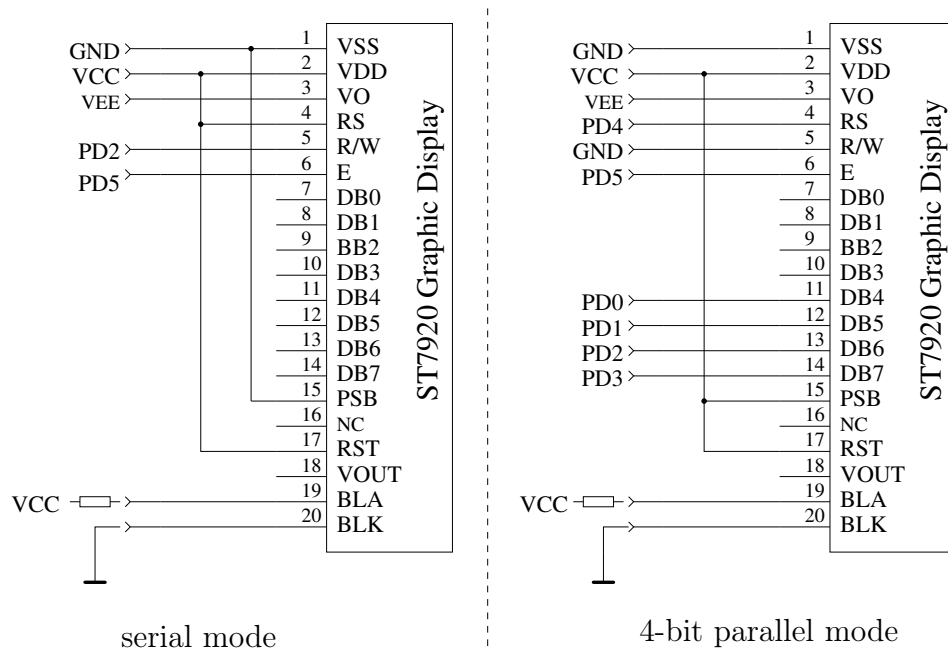 GND 1 VSS
VCC 2 VDD
VEE 3 VO
4 RS
PD2 5 R/W
PD5 6 E
7 DB0
8 DB1
9 BB2
10 DB3
11 DB4
12 DB5
13 DB6
14 DB7
15 PSB
16 NC
17 RST
18 VOUT
VCC 19 BLA
20 BLK
ST7920 Graphic Display
serial mode
GND 1 VSS
VCC 2 VDD
VEE 3 VO
PD4 4 RS
GND 5 R/W
PD5 6 E
7 DB0
8 DB1
9 BB2
10 DB3
PD0 11 DB4
PD1 12 DB5
PD2 13 DB6
PD3 14 DB7
15 PSB
16 NC
17 RST
18 VOUT
VCC 19 BLA
20 BLK
ST7920 Graphic Display
4-bit parallel mode